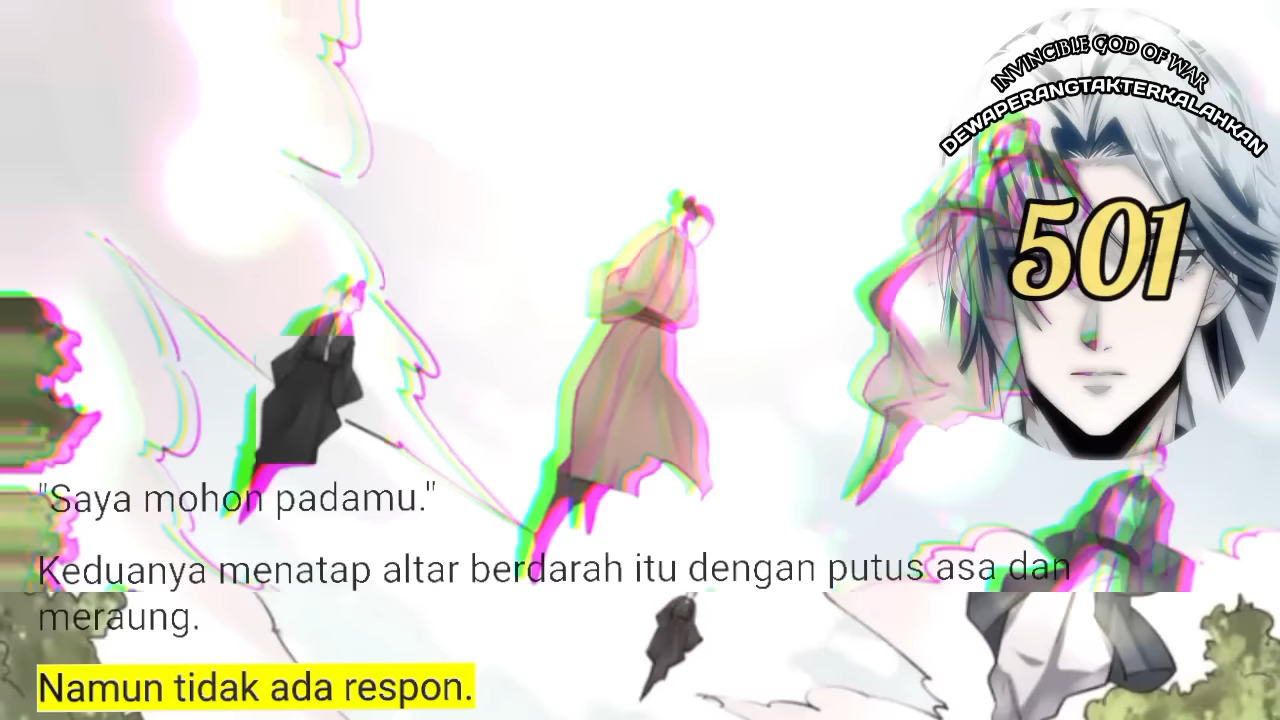 INVINCIBLE GOD OF WAR
DEWAPERANGTAKTERKALAHKAN
501
"Saya mohon padamu."
Keduanya menatap altar berdarah itu dengan putus asa dan
meraung.
Namun tidak ada respon.